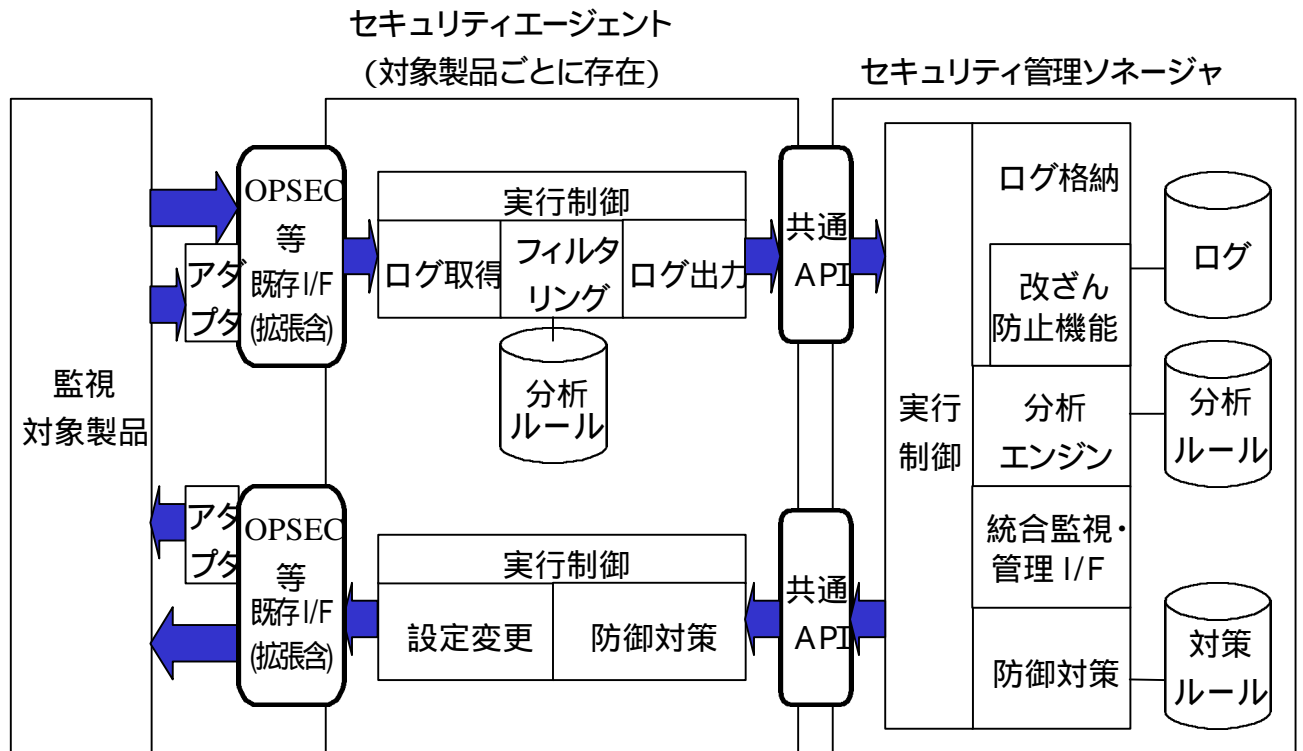 セキュリティエージェント
(対象製品ごとに存在)
セキュリティ管理ソネージャ
監視
対象製品
アダ
プタ
OPSEC
等
既存I/F
(拡張含)
実行制御
ログ取得
フィルタ
リング
ログ出力
分析
ルール
共通
API
実行
制御
ログ格納
改ざん
防止機能
分析
エンジン
統合監視・
管理I/F
防御対策
ログ
分析
ルール
対策
ルール
アタ
プタ
OPSEC
等
既存I/F
(拡張含)
実行制御
設定変更
防御対策
共通
API